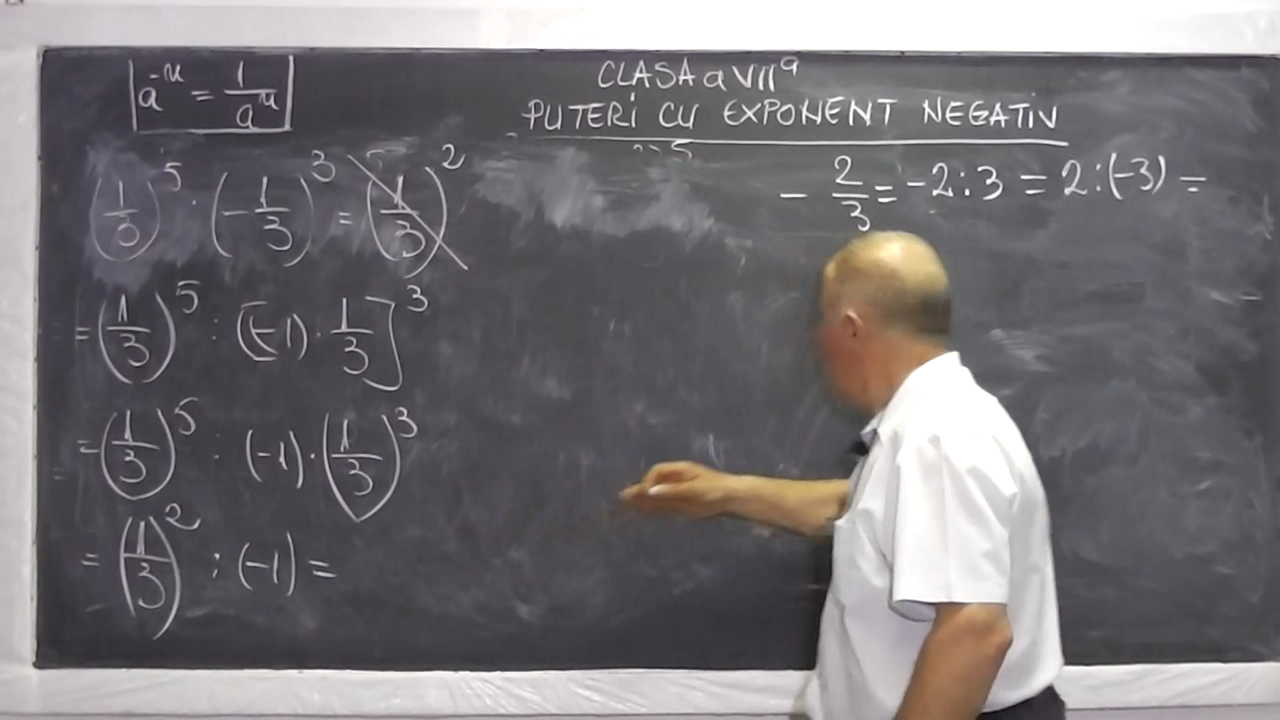 a⁻ⁿ = 1/aⁿ
CLASA a VIIª
PUTERI CU EXPONENT NEGATIV
(1/3)⁵ · (-1/3)³ = (1/3)²
= (1/3)⁵ : [(-1) · 1/3]³
= (1/3)⁵ : (-1) · (1/3)³
= (1/3)² : (-1) =
- 2/3 = -2:3 = 2:(-3) =